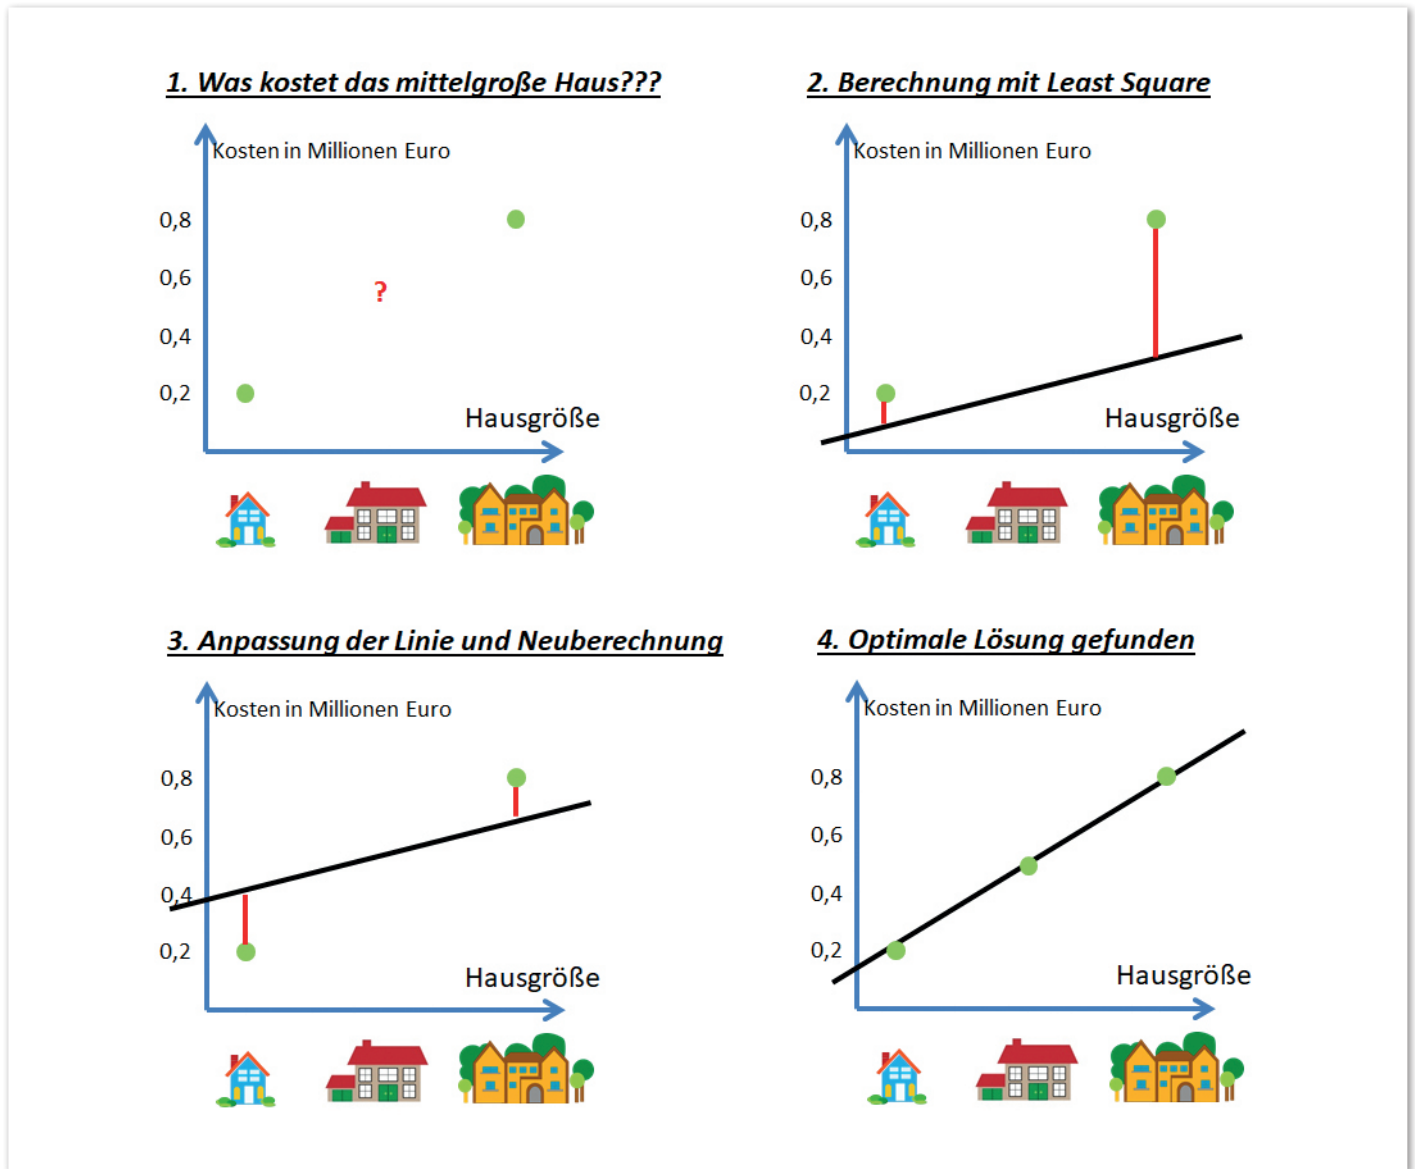 1. Was kostet das mittelgroße Haus???
Kosten in Millionen Euro
0,8
0,6
?
0,4
0,2
Hausgröße
2. Berechnung mit Least Square
Kosten in Millionen Euro
0,8
0,6
0,4
0,2
Hausgröße
3. Anpassung der Linie und Neuberechnung
Kosten in Millionen Euro
0,8
0,6
0,4
0,2
Hausgröße
4. Optimale Lösung gefunden
Kosten in Millionen Euro
0,8
0,6
0,4
0,2
Hausgröße